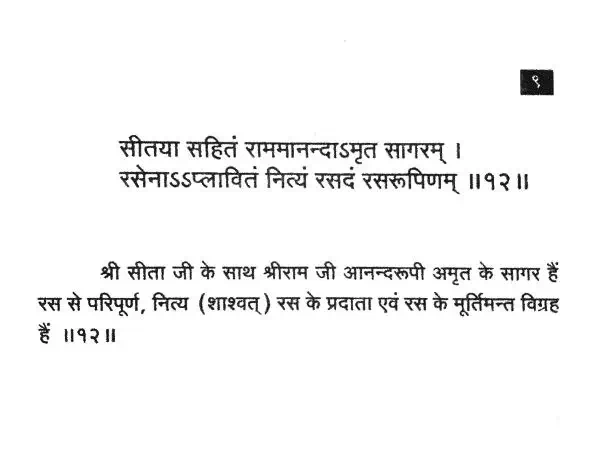 ९
सीतया सहितं राममानन्दाऽमृत सागरम् ।
रसेनाऽऽप्लावितं नित्यं रसदं रसरूपिणम् ॥१२॥
श्री सीता जी के साथ श्रीराम जी आनन्दरूपी अमृत के सागर हैं
रस से परिपूर्ण, नित्य (शाश्वत्) रस के प्रदाता एवं रस के मूर्तिमन्त विग्रह
हैं ॥१२॥